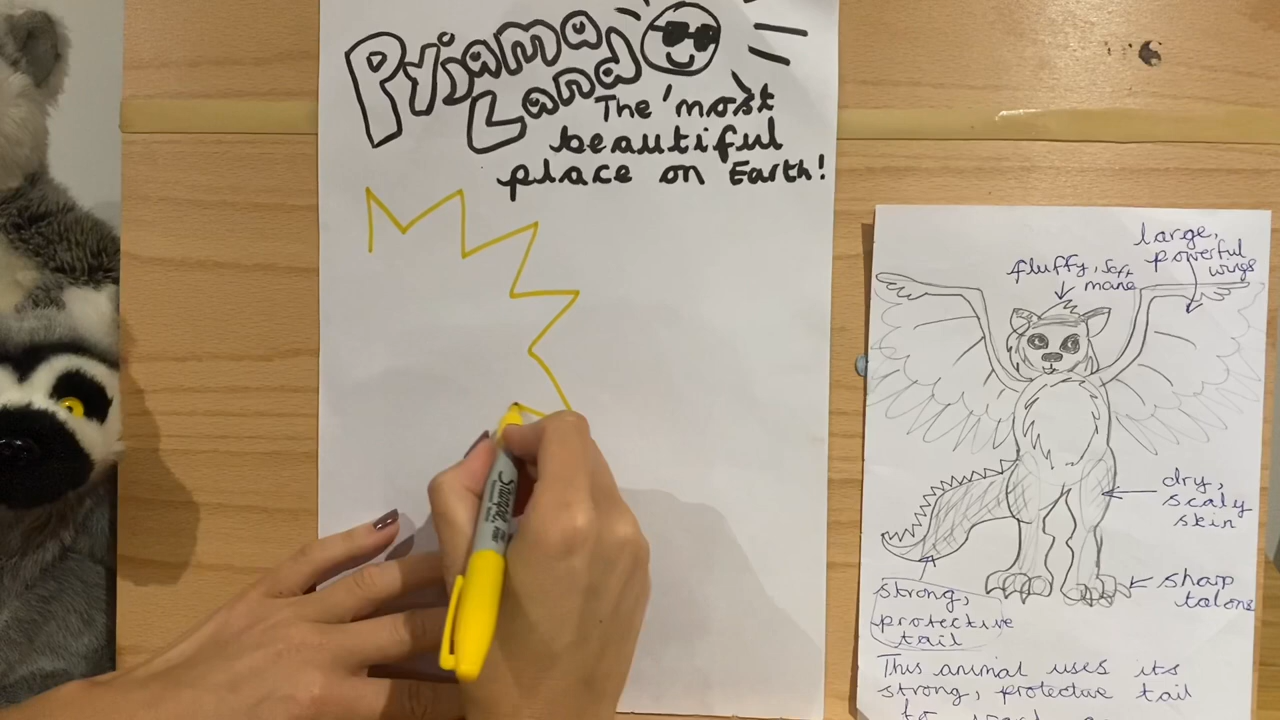 Pyjama
Land
The most
beautiful
place on Earth!
large,
powerful
wings
fluffy, soft
mane
dry,
scaly
skin
sharp
talons
strong,
protective
tail
This animal uses its
strong, protective tail
Sharpie